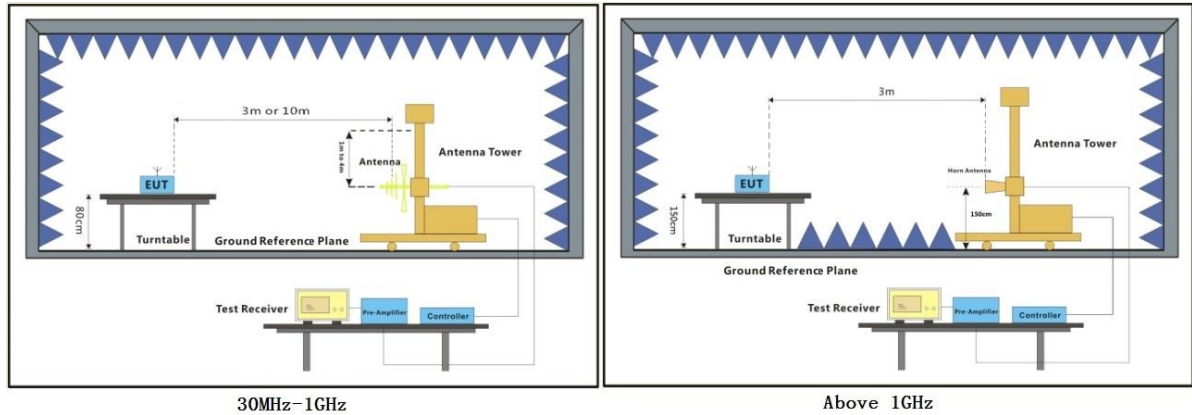 3m or 10m
1m to 4m
Antenna
Antenna Tower
EUT
80cm
Turntable
Ground Reference Plane
Test Receiver
Pre-Amplifier
Controller
30MHz-1GHz
3m
Antenna Tower
Horn Antenna
EUT
150cm
150cm
Turntable
Ground Reference Plane
Test Receiver
Pre-Amplifier
Controller
Above 1GHz